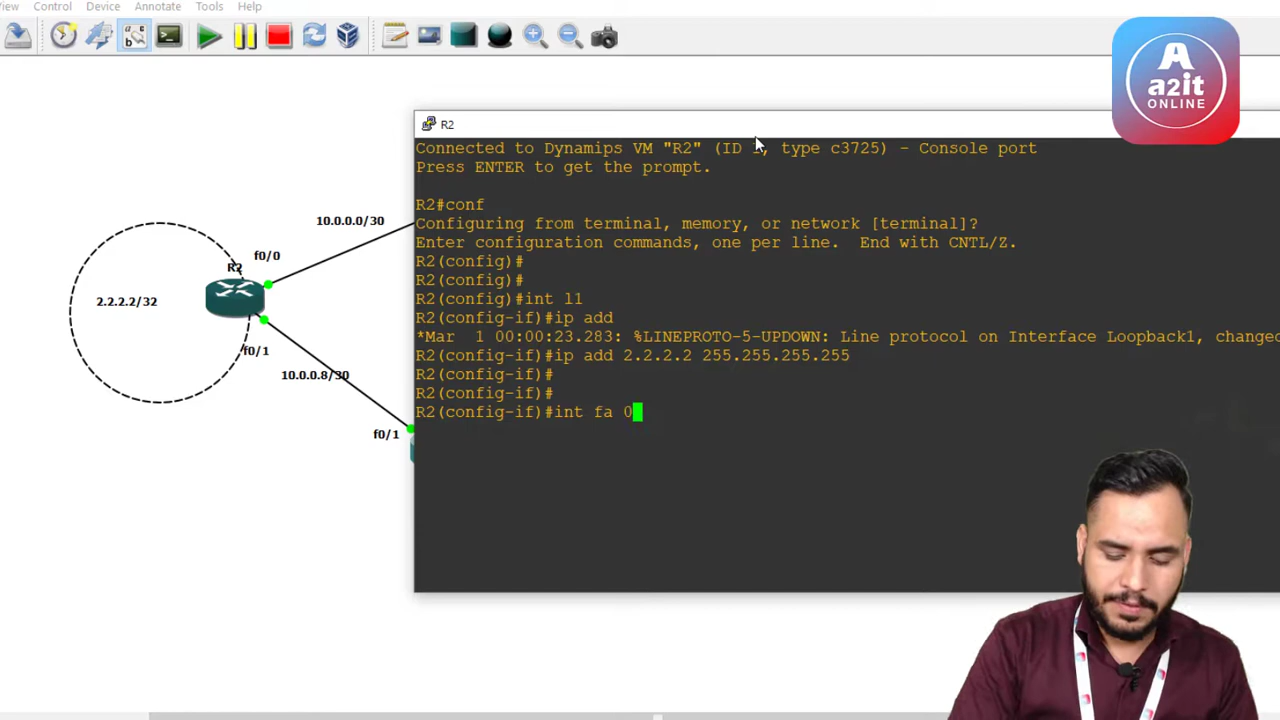 View Control Device Annotate Tools Help
A
a2it
ONLINE
R2
Connected to Dynamips VM "R2" (ID 1, type c3725) - Console port
Press ENTER to get the prompt.
R2#conf
Configuring from terminal, memory, or network [terminal]?
Enter configuration commands, one per line. End with CNTL/Z.
R2(config)#
R2(config)#
R2(config)#int l1
R2(config-if)#ip add
*Mar 1 00:00:23.283: %LINEPROTO-5-UPDOWN: Line protocol on Interface Loopback1, changed
R2(config-if)#ip add 2.2.2.2 255.255.255.255
R2(config-if)#
R2(config-if)#
R2(config-if)#int fa 0
10.0.0.0/30
f0/0
R2
2.2.2.2/32
f0/1
10.0.0.8/30
f0/1